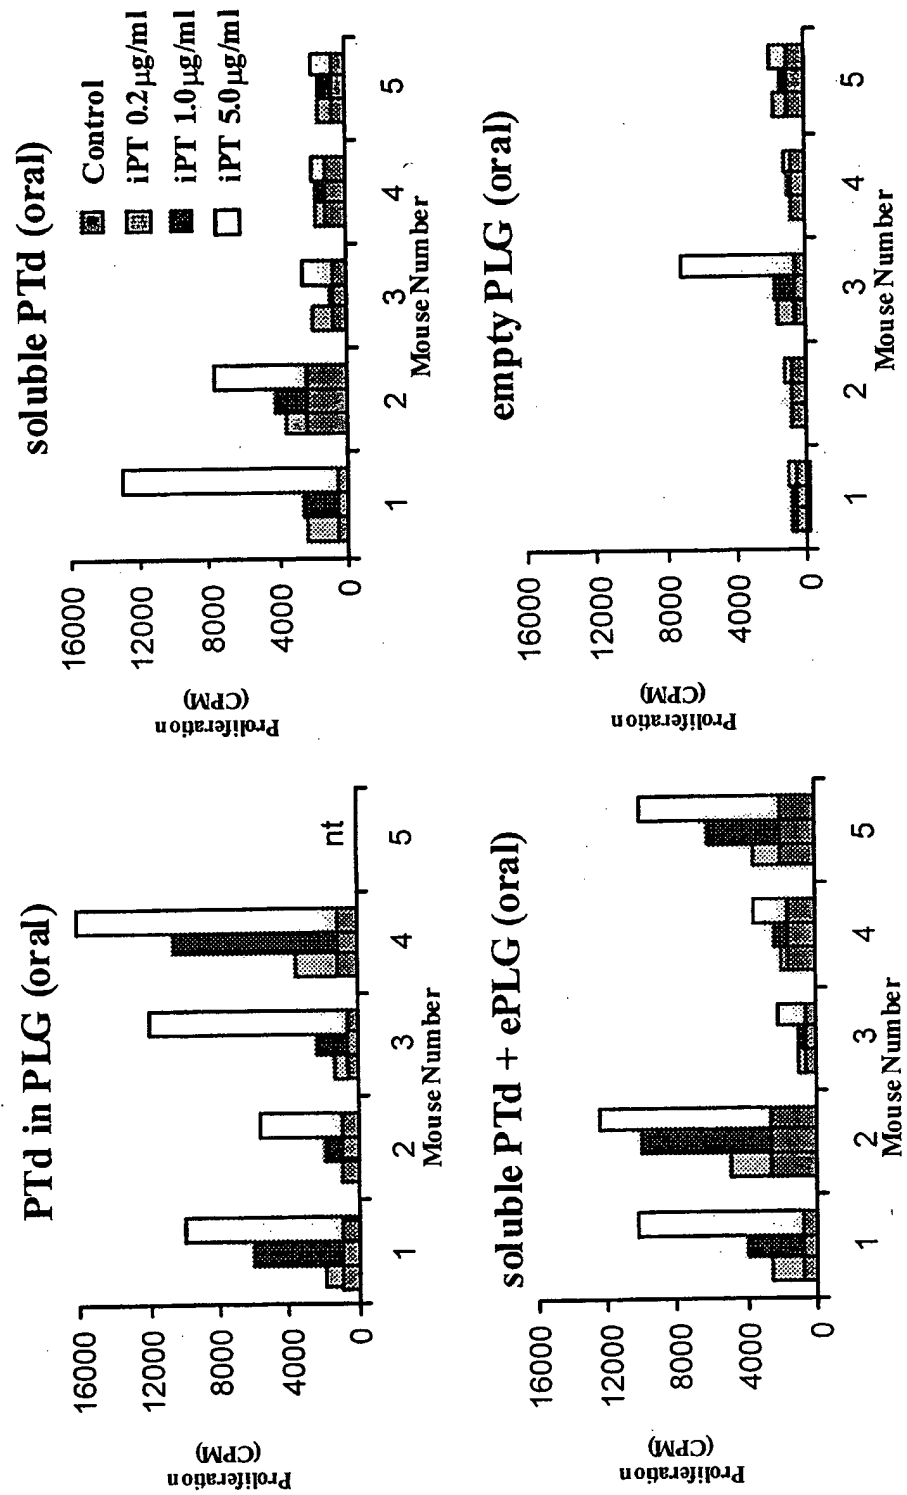 PTd in PLG (oral)
Proliferation
(CPM)
16000
12000
8000
4000
0
nt
1 2 3 4 5
Mouse Number
soluble PTd (oral)
Control
iPT 0.2µg/ml
iPT 1.0µg/ml
iPT 5.0µg/ml
Proliferation
(CPM)
16000
12000
8000
4000
0
1 2 3 4 5
Mouse Number
soluble PTd + ePLG (oral)
Proliferation
(CPM)
16000
12000
8000
4000
0
1 2 3 4 5
Mouse Number
empty PLG (oral)
Proliferation
(CPM)
16000
12000
8000
4000
0
1 2 3 4 5
Mouse Number